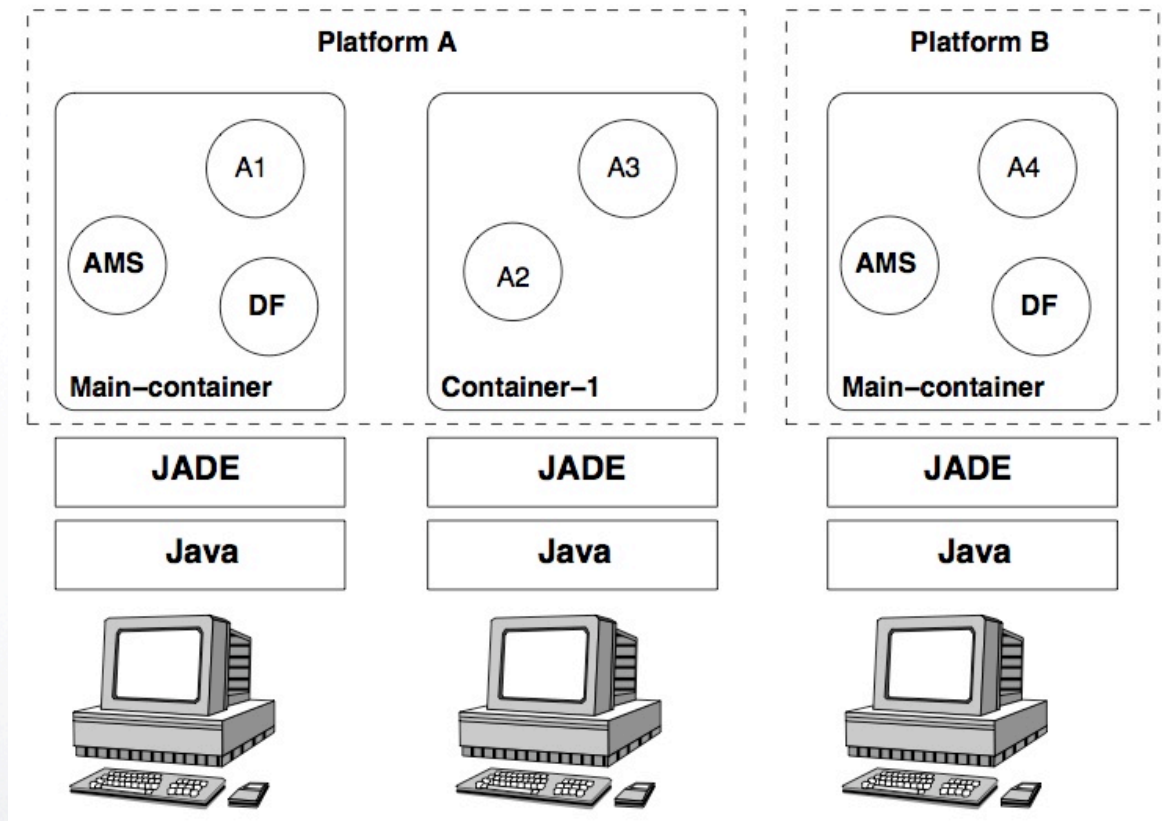 Platform A
A1
AMS
DF
Main–container
A3
A2
Container–1
Platform B
A4
AMS
DF
Main–container
JADE
JADE
JADE
Java
Java
Java